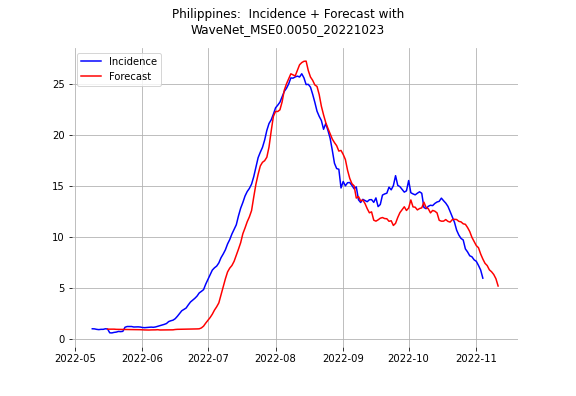 Philippines:  Incidence + Forecast with
WaveNet_MSE0.0050_20221023
Incidence
Forecast
25
20
15
10
5
0
2022-05 2022-06 2022-07 2022-08 2022-09 2022-10 2022-11